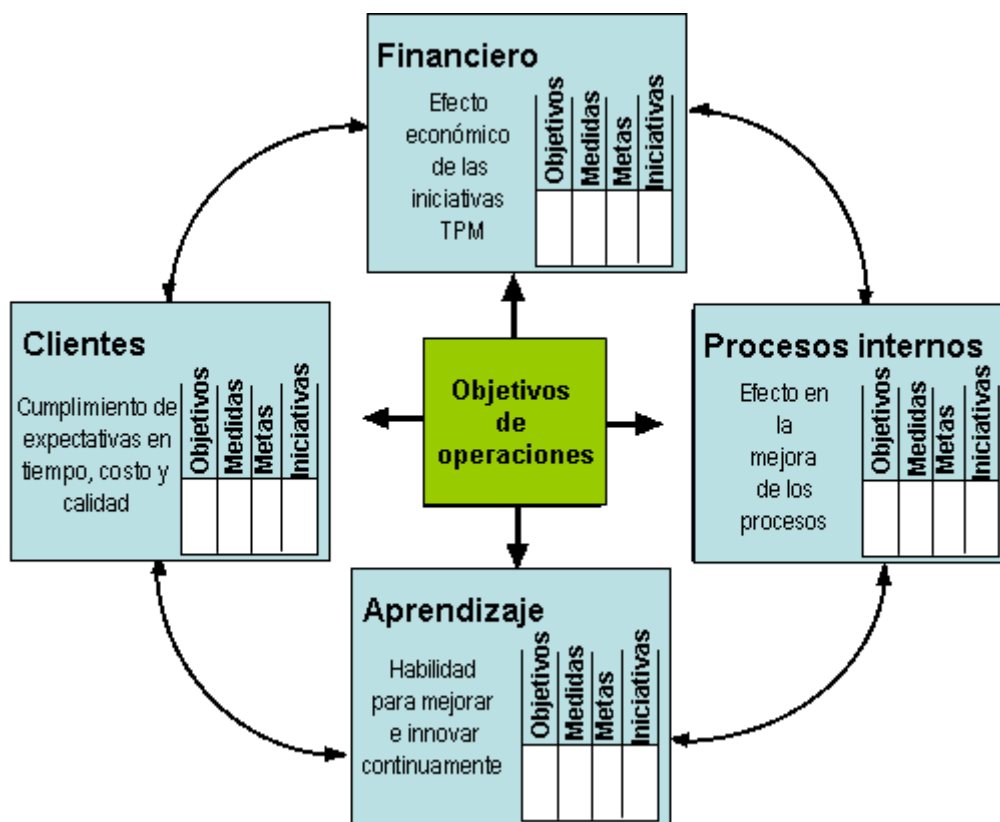 Financiero
Efecto
económico
de las
iniciativas
TPM
Objetivos
Medidas
Metas
Iniciativas
Clientes
Cumplimiento de
expectativas en
tiempo, costo y
calidad
Objetivos
Medidas
Metas
Iniciativas
Objetivos
de
operaciones
Procesos internos
Efecto en
la
mejora
de los
procesos
Objetivos
Medidas
Metas
Iniciativas
Aprendizaje
Habilidad
para mejorar
e innovar
continuamente
Objetivos
Medidas
Metas
Iniciativas